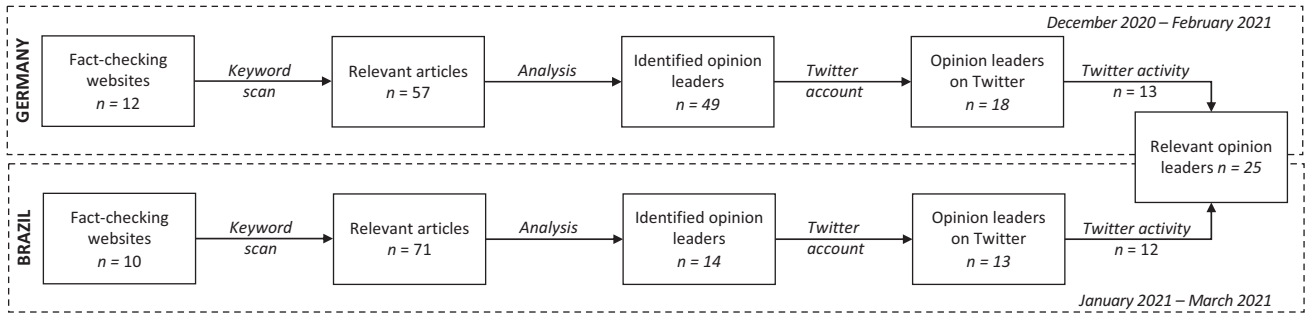 December 2020 – February 2021
GERMANY
Fact-checking
websites
n = 12
Keyword
scan
Relevant articles
n = 57
Analysis
Identified opinion
leaders
n = 49
Twitter
account
Opinion leaders
on Twitter
n = 18
Twitter activity
n = 13
Relevant opinion
leaders n = 25
BRAZIL
Fact-checking
websites
n = 10
Keyword
scan
Relevant articles
n = 71
Analysis
Identified opinion
leaders
n = 14
Twitter
account
Opinion leaders
on Twitter
n = 13
Twitter activity
n = 12
January 2021 – March 2021